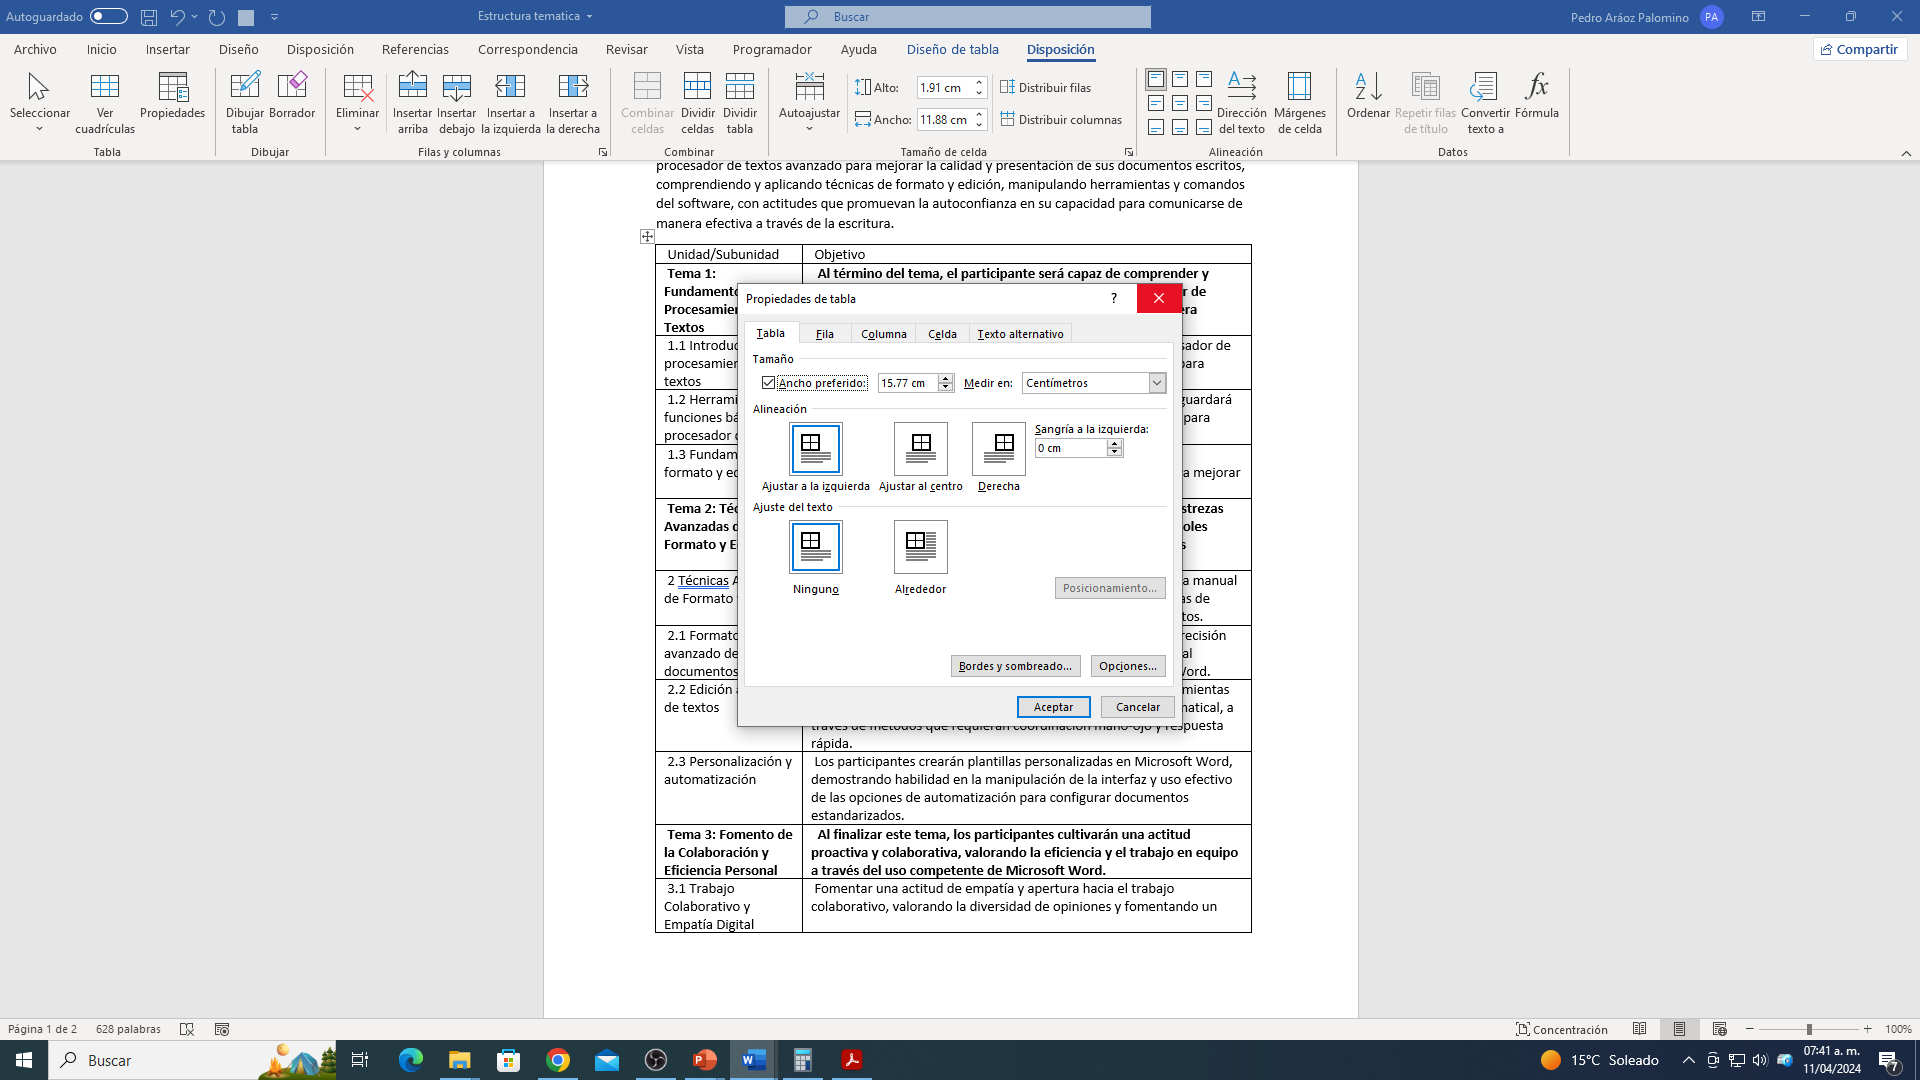 Autoguardado
Estructura tematica
Buscar
Pedro Aráoz Palomino
PA
Archivo
Inicio
Insertar
Diseño
Disposición
Referencias
Correspondencia
Revisar
Vista
Programador
Ayuda
Diseño de tabla
Disposición
Compartir
Seleccionar
Ver cuadrículas
Propiedades
Dibujar tabla
Borrador
Eliminar
Insertar arriba
Insertar debajo
Insertar a la izquierda
Insertar a la derecha
Combinar celdas
Dividir celdas
Dividir tabla
Autoajustar
Alto: 1.91 cm
Ancho: 11.88 cm
Distribuir filas
Distribuir columnas
Dirección del texto
Márgenes de celda
Ordenar
Repetir filas de título
Convertir texto a
Fórmula
Tabla
Dibujar
Filas y columnas
Combinar
Tamaño de celda
Alineación
Datos
procesador de textos avanzado para mejorar la calidad y presentación de sus documentos escritos,
comprendiendo y aplicando técnicas de formato y edición, manipulando herramientas y comandos
del software, con actitudes que promuevan la autoconfianza en su capacidad para comunicarse de
manera efectiva a través de la escritura.
Unidad/Subunidad
Objetivo
Tema 1:
Al término del tema, el participante será capaz de comprender y
Textos
textos
1.3
formato y
a mejorar
Tema 2:
Avanzadas
Formato y
2 Técnicas
a manual
de Formato
de
2.1 Formato
avanzado
documentos
Word.
2.2 Edición
de textos
a
través de métodos que requieran coordinación mano-ojo y respuesta
rápida.
2.3 Personalización y
automatización
Los participantes crearán plantillas personalizadas en Microsoft Word,
demostrando habilidad en la manipulación de la interfaz y uso efectivo
de las opciones de automatización para configurar documentos
estandarizados.
Tema 3: Fomento de
la Colaboración y
Eficiencia Personal
Al finalizar este tema, los participantes cultivarán una actitud
proactiva y colaborativa, valorando la eficiencia y el trabajo en equipo
a través del uso competente de Microsoft Word.
3.1 Trabajo
Colaborativo y
Empatía Digital
Fomentar una actitud de empatía y apertura hacia el trabajo
colaborativo, valorando la diversidad de opiniones y fomentando un
Propiedades de tabla
?
Tabla
Fila
Columna
Celda
Texto alternativo
Tamaño
Ancho preferido: 15.77 cm Medir en: Centímetros
Alineación
Sangría a la izquierda:
0 cm
Ajustar a la izquierda
Ajustar al centro
Derecha
Ajuste del texto
Ninguno
Alrededor
Posicionamiento...
Bordes y sombreado...
Opciones...
Aceptar
Cancelar
Página 1 de 2
628 palabras
Concentración
100%
Buscar
15°C Soleado
07:41 a. m.
11/04/2024
7